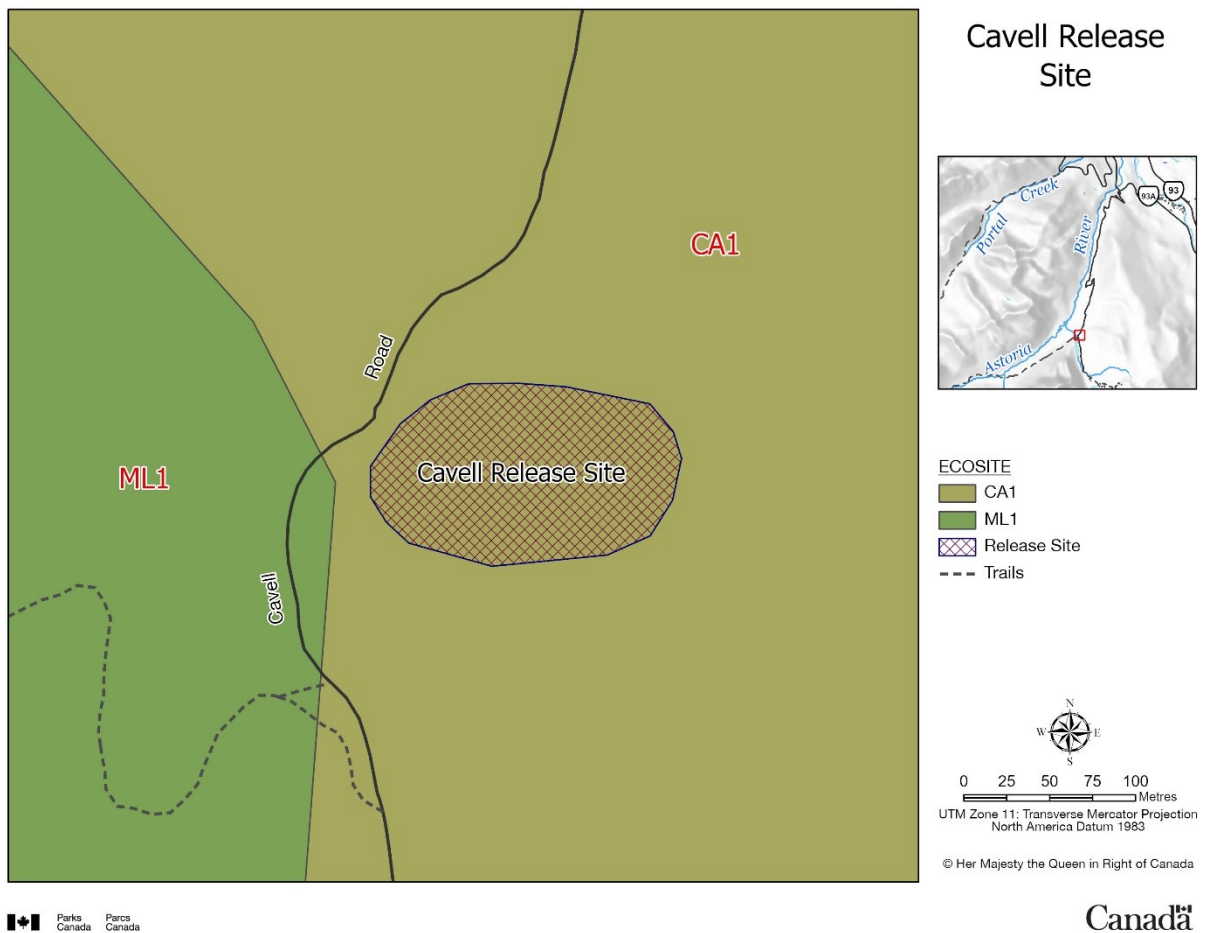 Cavell Release
Site
Portal
Creek
River
Astoria
93A
93
CA1
Road
Cavell Release Site
ML1
Cavell
ECOSITE
CA1
ML1
Release Site
Trails
N
W E
S
0 25 50 75 100
Metres
UTM Zone 11: Transverse Mercator Projection
North America Datum 1983
© Her Majesty the Queen in Right of Canada
Parks Parcs
Canada Canada
Canada